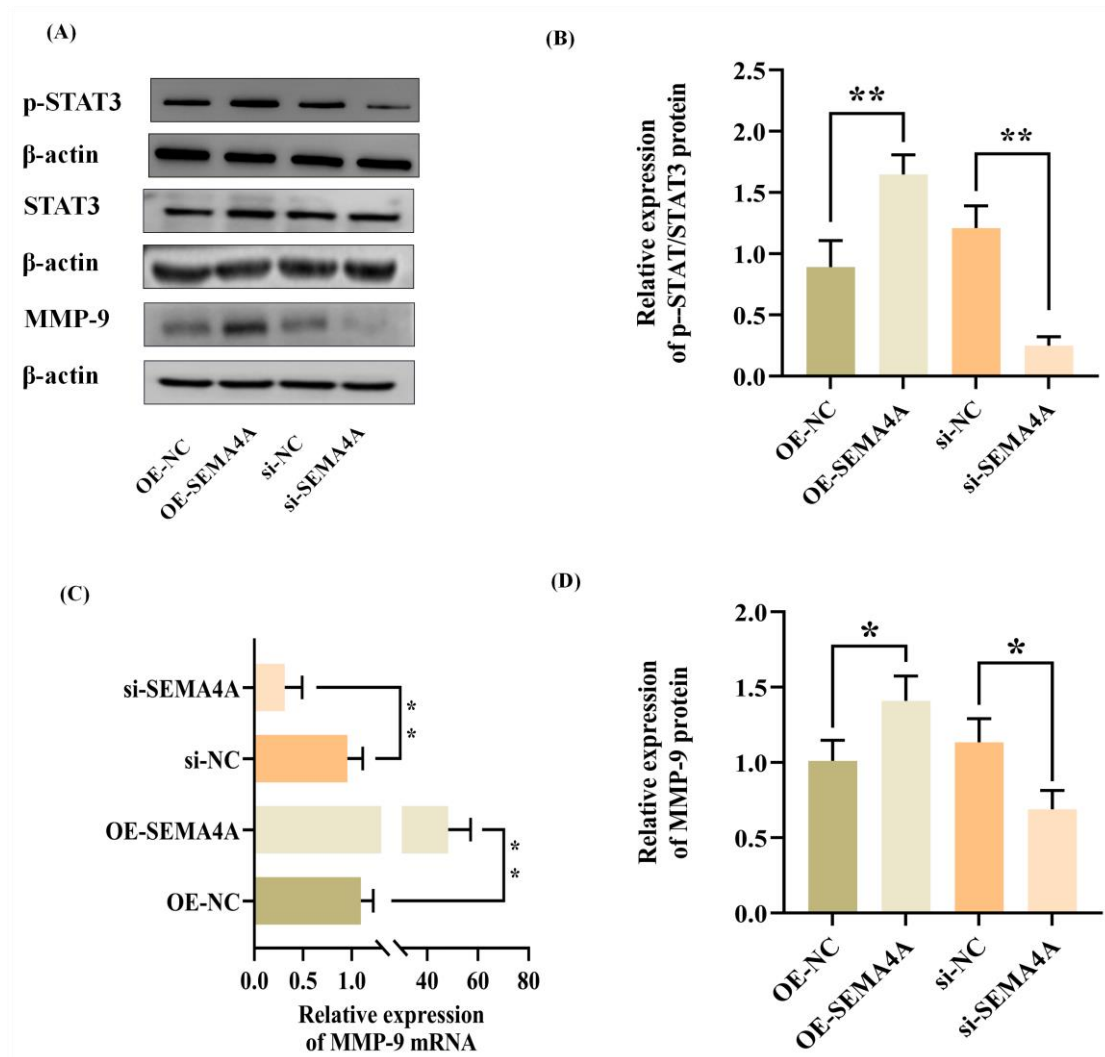 (A)
p-STAT3
β-actin
STAT3
β-actin
MMP-9
β-actin
OE-NC
OE-SEMA4A
si-NC
si-SEMA4A
(B)
Relative expression
of p--STAT/STAT3 protein
2.5
2.0
1.5
1.0
0.5
0.0
**
**
OE-NC
OE-SEMA4A
si-NC
si-SEMA4A
(C)
si-SEMA4A
si-NC
OE-SEMA4A
OE-NC
**
**
0.0 0.5 1.0 40 60 80
Relative expression
of MMP-9 mRNA
(D)
Relative expression
of MMP-9 protein
2.0
1.5
1.0
0.5
0.0
*
*
OE-NC
OE-SEMA4A
si-NC
si-SEMA4A